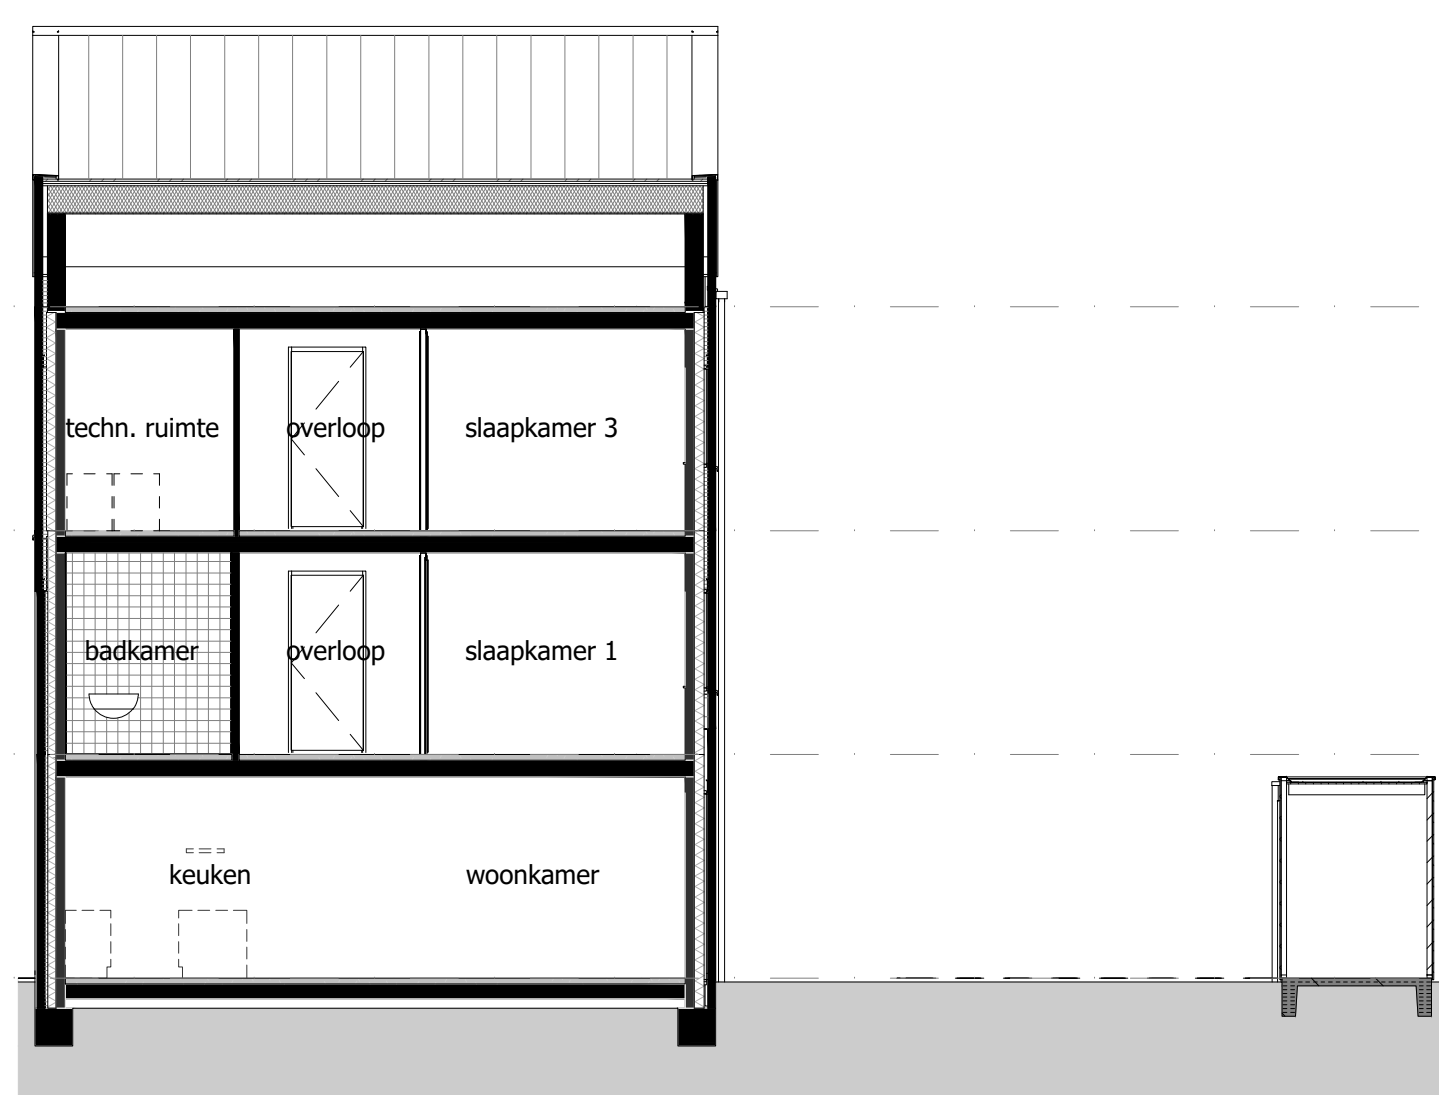 techn. ruimte
overloop
slaapkamer 3
badkamer
overloop
slaapkamer 1
keuken
woonkamer